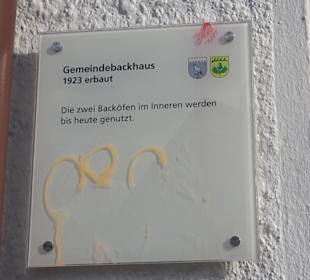 Gemeindebackhaus
1923 erbaut
Die zwei Backöfen im Inneren werden
bis heute genutzt.